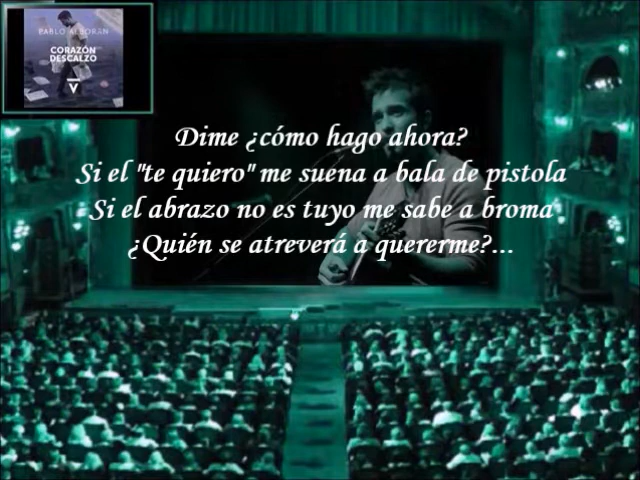 PABLO ALBORÁN
CORAZÓN
DESCALZO
V
Dime ¿cómo hago ahora?
Si el "te quiero" me suena a bala de pistola
Si el abrazo no es tuyo me sabe a broma
¿Quién se atreverá a quererme?...